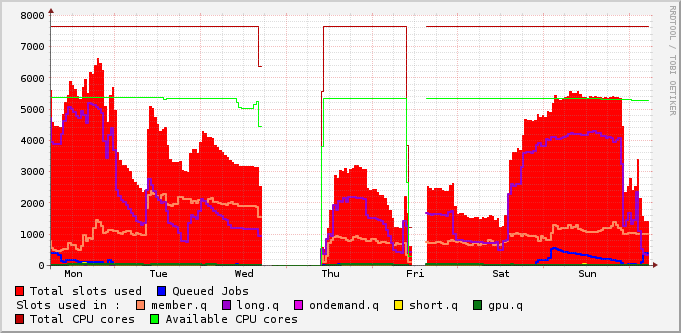 RRDTOOL / TOBI OETIKER
8000
7000
6000
5000
4000
3000
2000
1000
0
Mon Tue Wed Thu Fri Sat Sun
Total slots used Queued Jobs
Slots used in : member.q long.q ondemand.q short.q gpu.q
Total CPU cores Available CPU cores